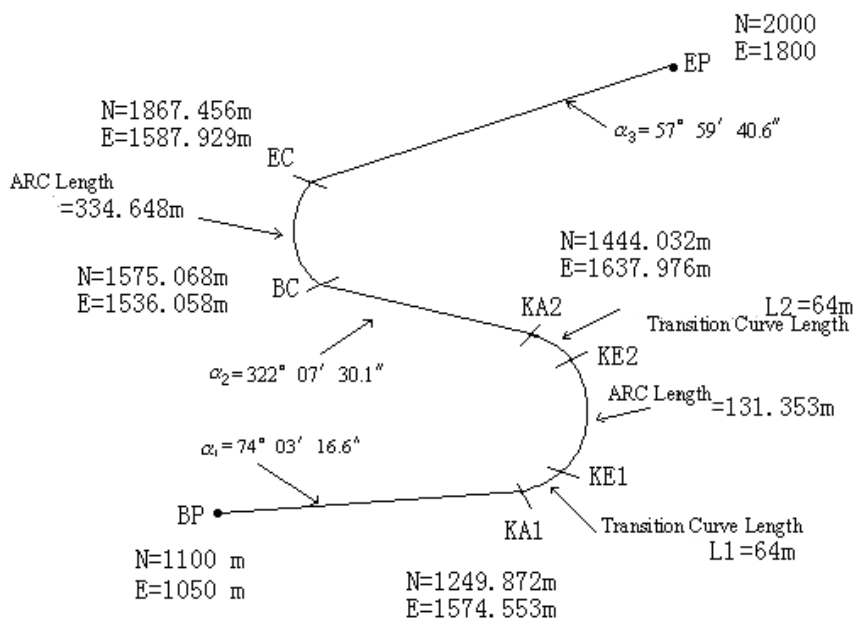 N=2000
E=1800
EP
N=1867.456m
E=1587.929m
α₃=57° 59′ 40.6″
EC
ARC Length
=334.648m
N=1444.032m
E=1637.976m
N=1575.068m
E=1536.058m
BC
KA2
L2=64m
Transition Curve Length
KE2
α₂=322° 07′ 30.1″
ARC Length
=131.353m
α₁=74° 03′ 16.6″
KE1
BP
KA1
Transition Curve Length
L1=64m
N=1100 m
E=1050 m
N=1249.872m
E=1574.553m